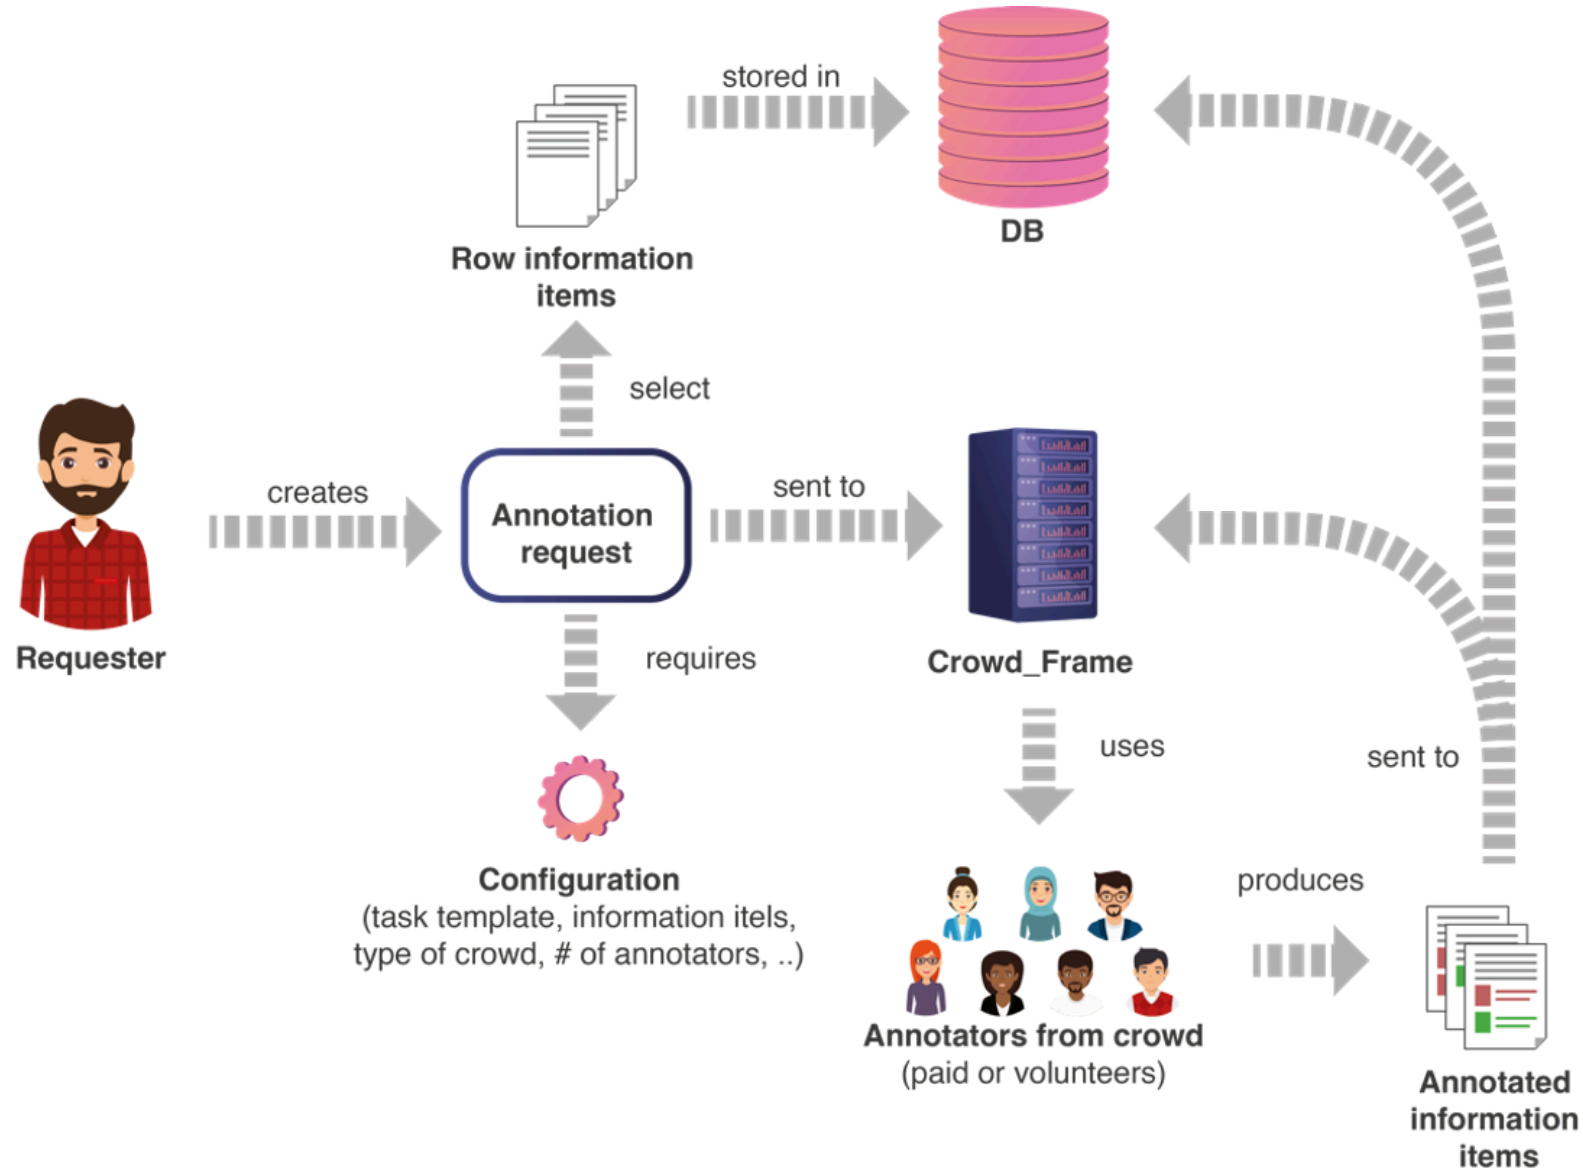 stored in
DB
Row information
items
select
creates
Annotation
request
sent to
Requester
requires
Crowd_Frame
uses
sent to
Configuration
(task template, information itels,
type of crowd, # of annotators, ..)
produces
Annotators from crowd
(paid or volunteers)
Annotated
information
items